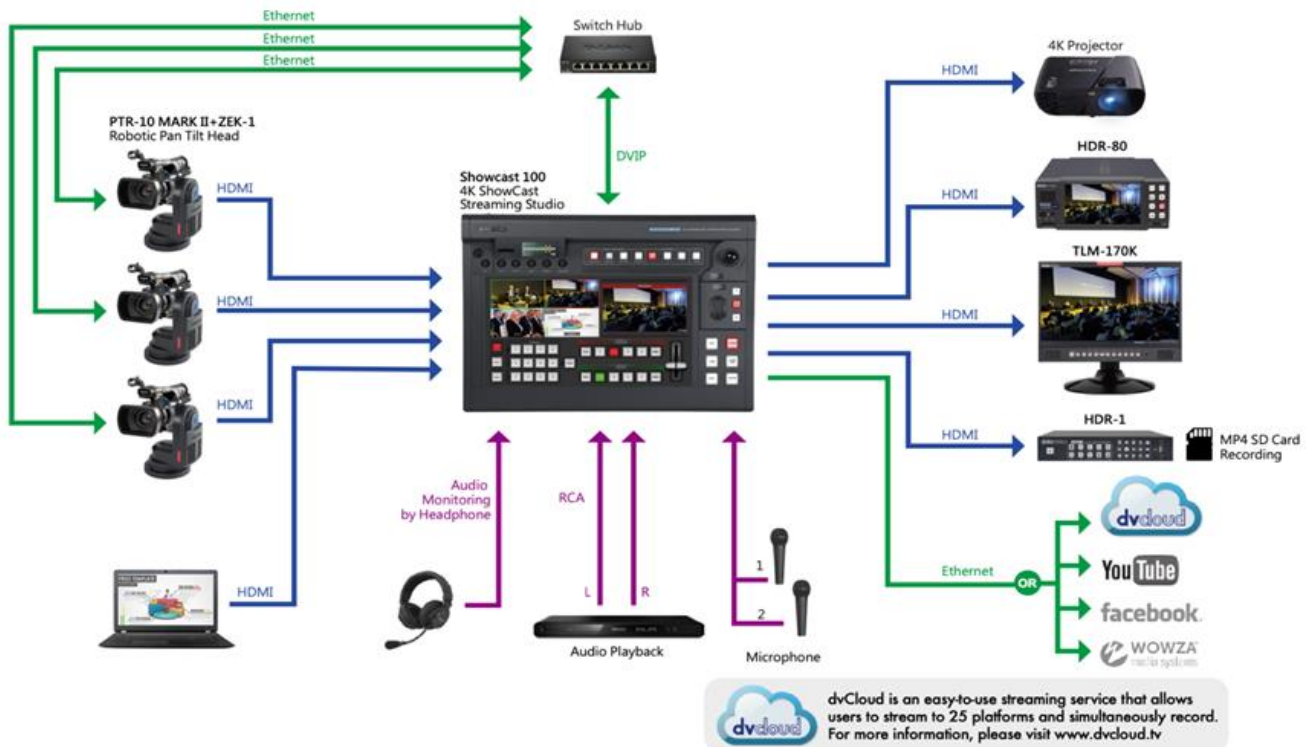 Ethernet
Ethernet
Ethernet
Switch Hub
4K Projector
HDMI
PTR-10 MARK II+ZEK-1
Robotic Pan Tilt Head
DVIP
HDR-80
HDMI
Showcast 100
4K ShowCast
Streaming Studio
HDMI
TLM-170K
HDMI
HDMI
HDMI
HDR-1
HDMI
MP4 SD Card
Recording
Audio
Monitoring
by Headphone
RCA
dvcloud
Ethernet
OR
YouTube
HDMI
L
R
1
2
facebook.
Audio Playback
Microphone
WOWZA
media systems
dvcloud
dvCloud is an easy-to-use streaming service that allows
users to stream to 25 platforms and simultaneously record.
For more information, please visit www.dvcloud.tv